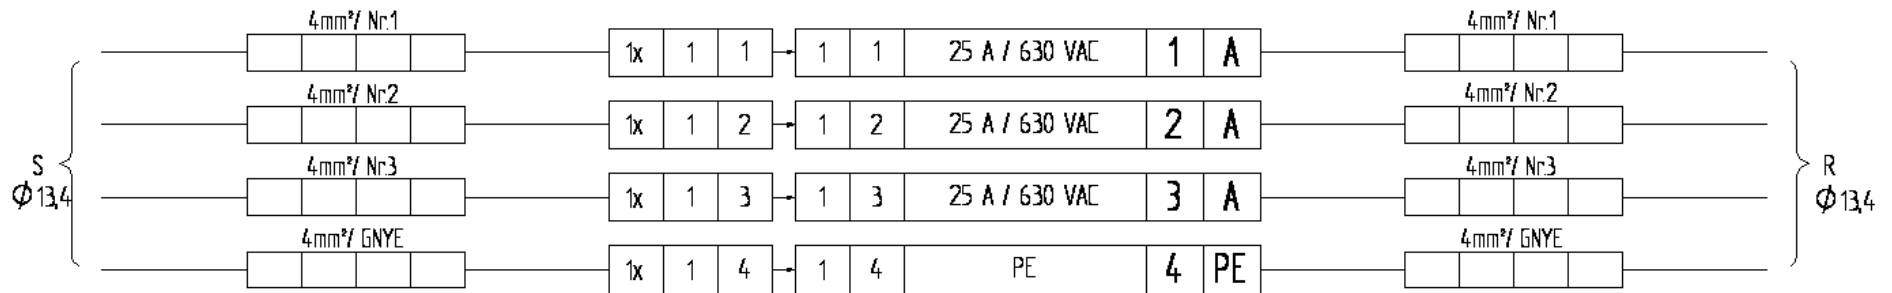 4mm²/ Nr.1 4mm²/ Nr.1
1x 1 1 1 1 25 A / 630 VAC 1 A
4mm²/ Nr.2 4mm²/ Nr.2
1x 1 2 1 2 25 A / 630 VAC 2 A
S R
4mm²/ Nr.3 4mm²/ Nr.3
Φ13,4 1x 1 3 1 3 25 A / 630 VAC 3 A Φ13,4
4mm²/ GNYE 4mm²/ GNYE
1x 1 4 1 4 PE 4 PE